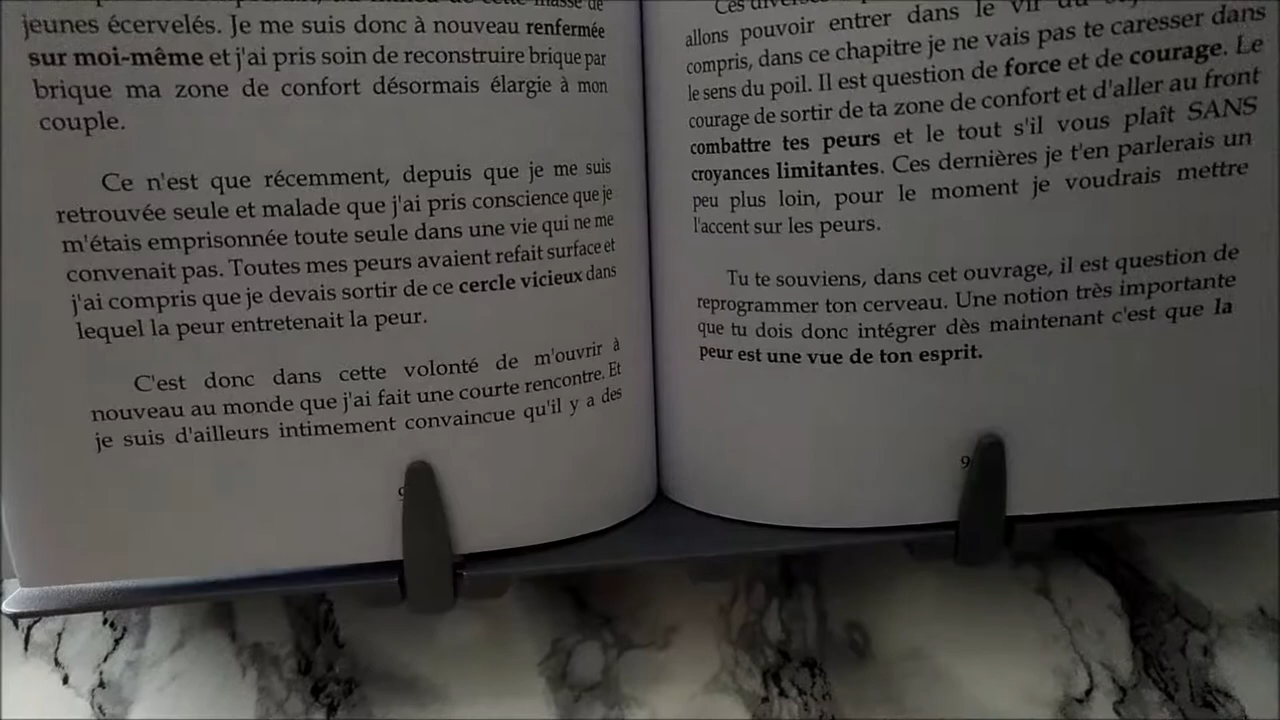 masse de
jeunes écervelés. Je me suis donc à nouveau renfermée
sur moi-même et j'ai pris soin de reconstruire brique par
brique ma zone de confort désormais élargie à mon
couple.
Ce n'est que récemment, depuis que je me suis
retrouvée seule et malade que j'ai pris conscience que je
m'étais emprisonnée toute seule dans une vie qui ne me
convenait pas. Toutes mes peurs avaient refait surface et
j'ai compris que je devais sortir de ce cercle vicieux dans
lequel la peur entretenait la peur.
C'est donc dans cette volonté de m'ouvrir à
nouveau au monde que j'ai fait une courte rencontre. Et
je suis d'ailleurs intimement convaincue qu'il y a des
9
Ces
allons pouvoir entrer dans le vif du
compris, dans ce chapitre je ne vais pas te caresser dans
le sens du poil. Il est question de force et de courage. Le
courage de sortir de ta zone de confort et d'aller au front
combattre tes peurs et le tout s'il vous plaît SANS
croyances limitantes. Ces dernières je t'en parlerais un
peu plus loin, pour le moment je voudrais mettre
l'accent sur les peurs.
Tu te souviens, dans cet ouvrage, il est question de
reprogrammer ton cerveau. Une notion très importante
que tu dois donc intégrer dès maintenant c'est que la
peur est une vue de ton esprit.
9